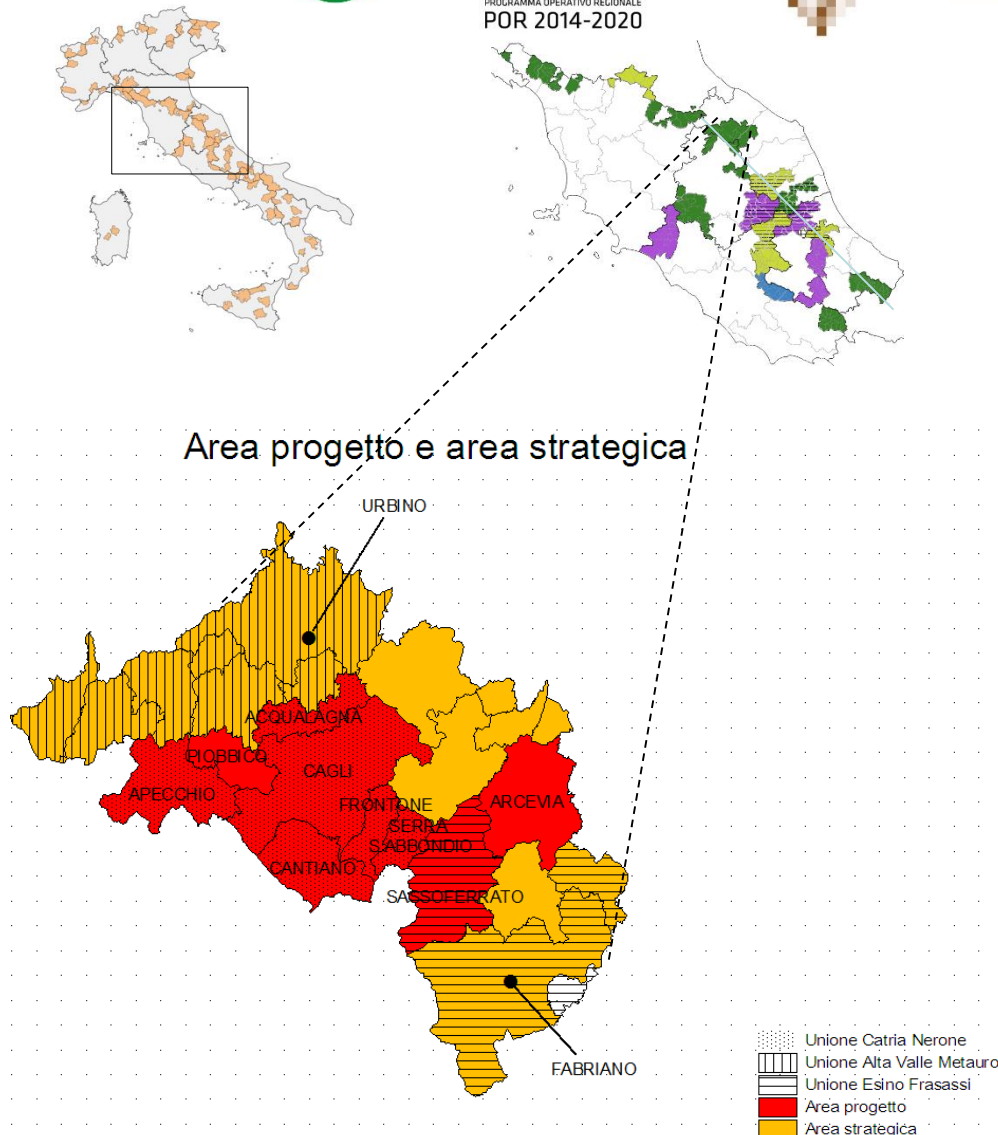 PROGRAMMA OPERATIVO REGIONALE
POR 2014-2020
Area progetto e area strategica
URBINO
ACQUALAGNA
PIOBBICO
CAGLI
APECCHIO
FRONTONE
ARCEVIA
SERRA
S.ABBONDIO
CANTIANO
SASSOFERRATO
FABRIANO
Unione Catria Nerone
Unione Alta Valle Metauro
Unione Esino Frasassi
Area progetto
Area strategica